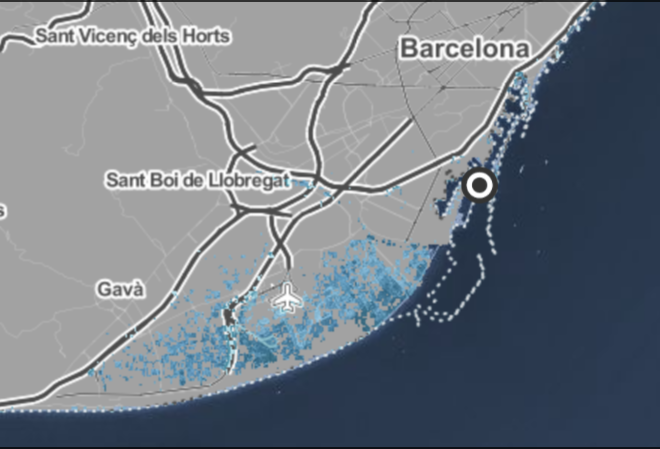 Sant Vicenç dels Horts
Barcelona
Sant Boi de Llobregat
Gavà
s